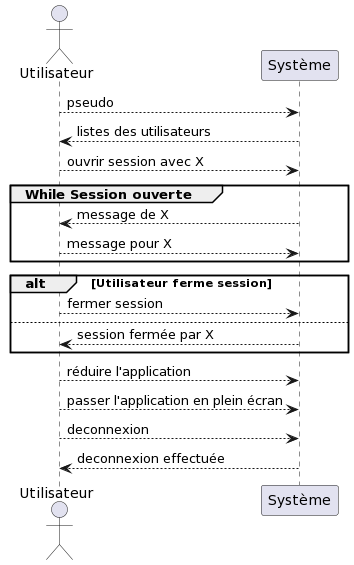 Utilisateur
Système
pseudo
listes des utilisateurs
ouvrir session avec X
While Session ouverte
message de X
message pour X
alt [Utilisateur ferme session]
fermer session
session fermée par X
réduire l'application
passer l'application en plein écran
deconnexion
deconnexion effectuée
Utilisateur
Système